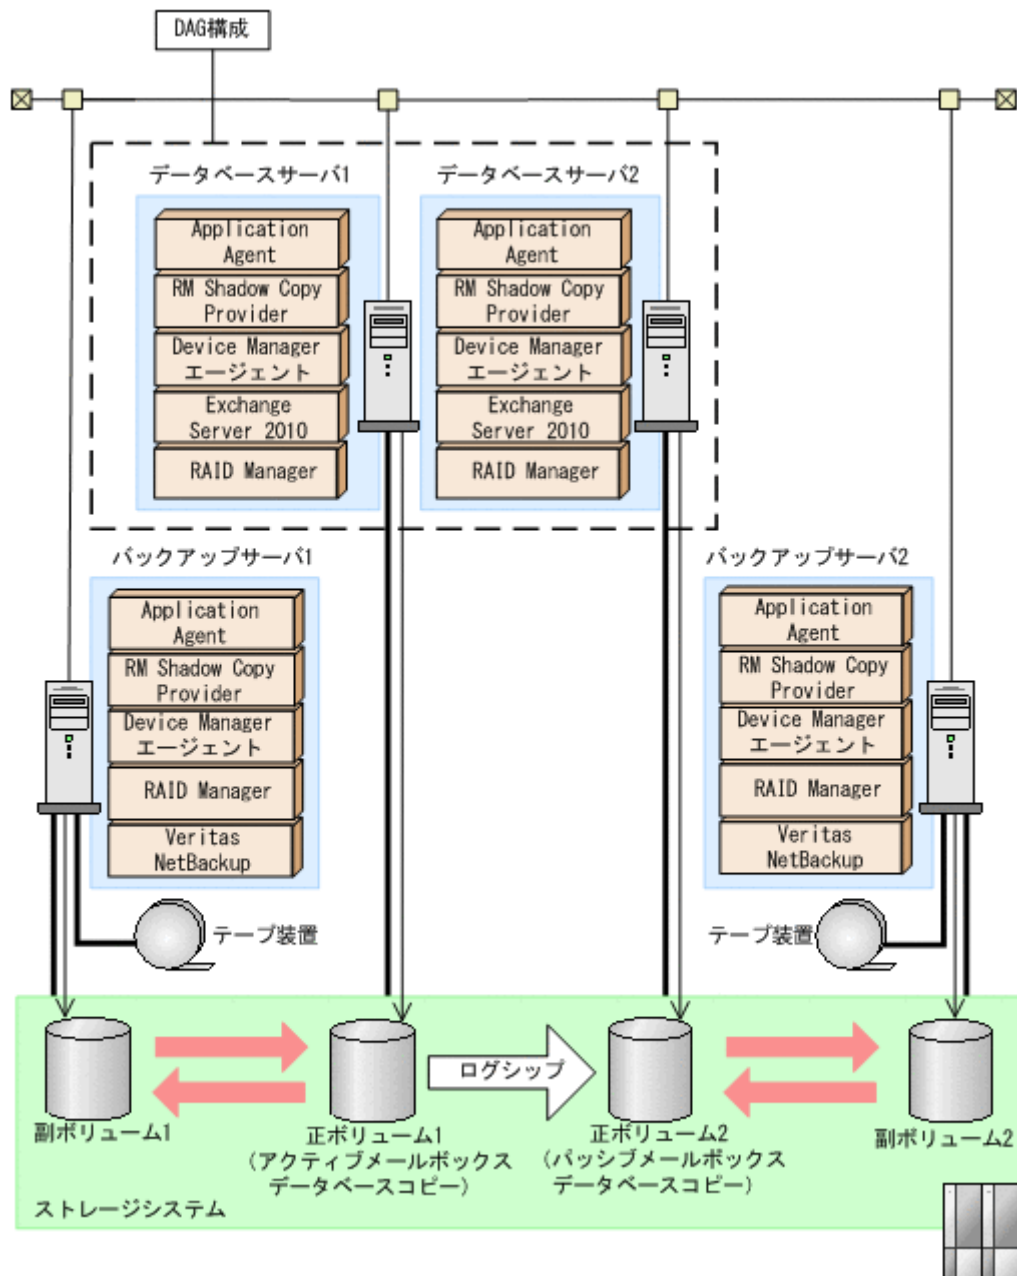 DAG構成
データベースサーバ1
データベースサーバ2
Application
Agent
RM Shadow Copy
Provider
Device Manager
エージェント
Exchange
Server 2010
RAID Manager
Application
Agent
RM Shadow Copy
Provider
Device Manager
エージェント
Exchange
Server 2010
RAID Manager
バックアップサーバ1
Application
Agent
RM Shadow Copy
Provider
Device Manager
エージェント
RAID Manager
Veritas
NetBackup
バックアップサーバ2
Application
Agent
RM Shadow Copy
Provider
Device Manager
エージェント
RAID Manager
Veritas
NetBackup
テープ装置
テープ装置
ログシップ
副ボリューム1
正ボリューム1
(アクティブメールボックス
データベースコピー)
正ボリューム2
(パッシブメールボックス
データベースコピー)
副ボリューム2
ストレージシステム